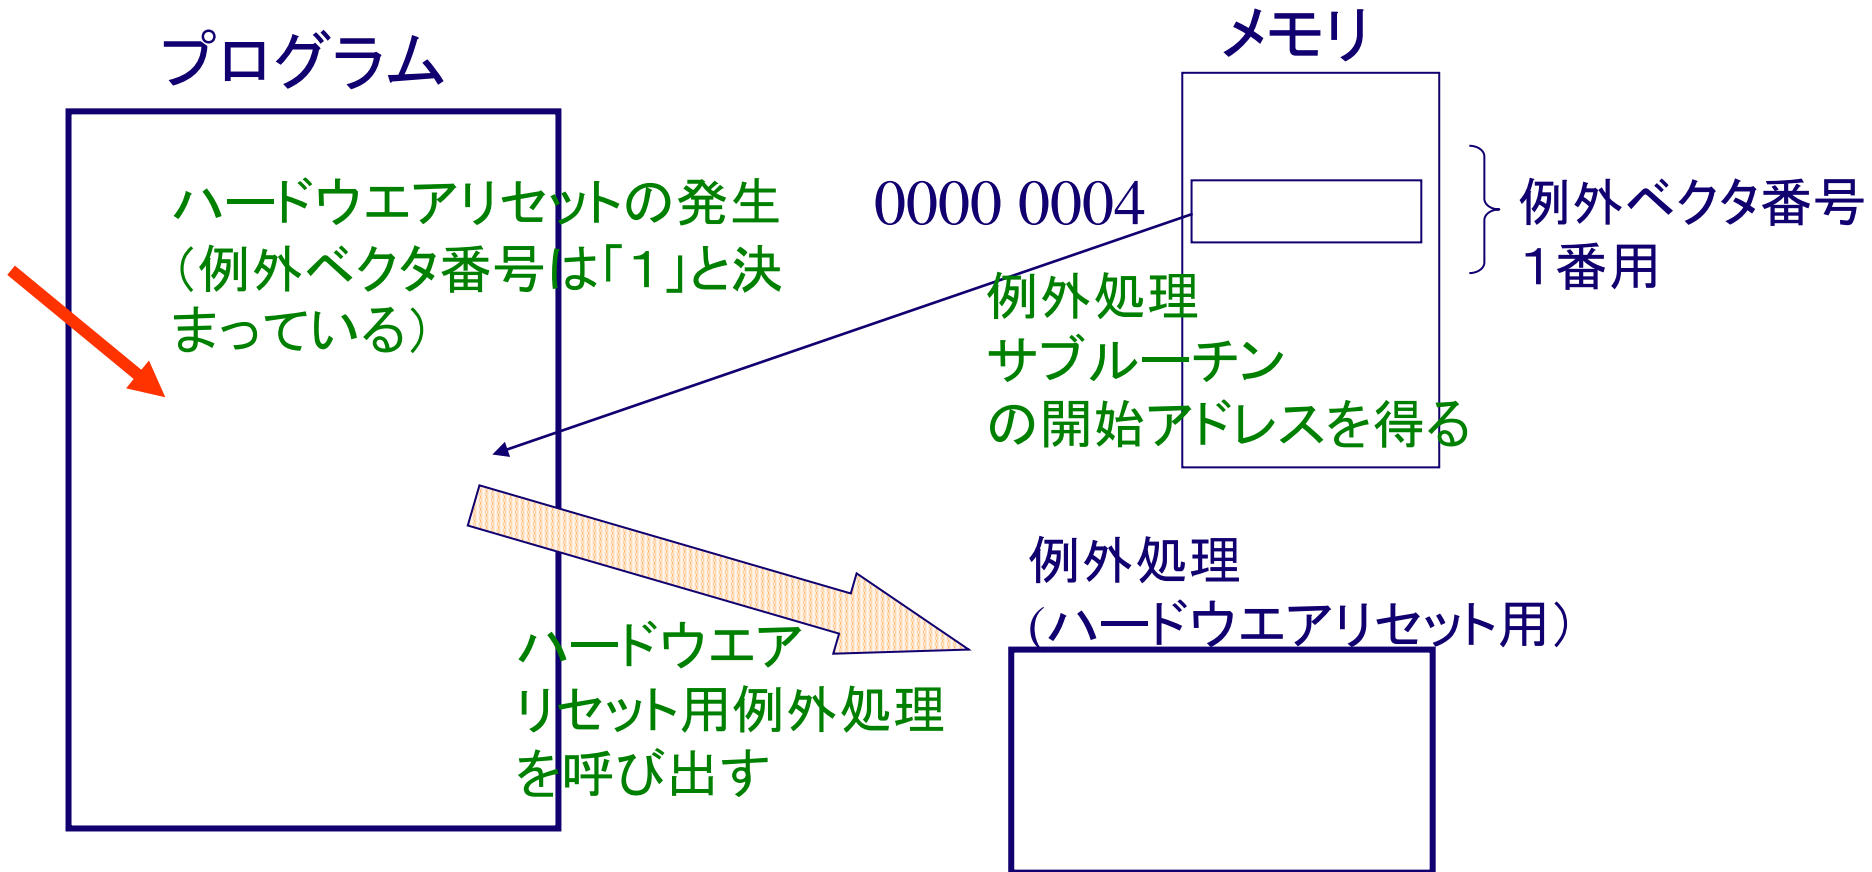 プログラム
メモリ
ハードウエアリセットの発生
（例外ベクタ番号は「１」と決
まっている）
0000 0004
例外ベクタ番号
１番用
例外処理
サブルーチン
の開始アドレスを得る
ハードウエア
リセット用例外処理
を呼び出す
例外処理
(ハードウエアリセット用）